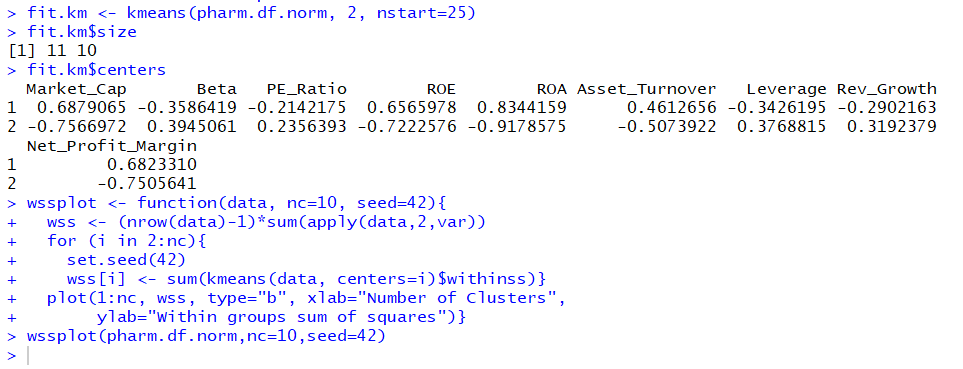 > fit.km <- kmeans(pharm.df.norm, 2, nstart=25)
> fit.km$size
[1] 11 10
> fit.km$centers
  Market_Cap       Beta   PE_Ratio        ROE        ROA Asset_Turnover   Leverage Rev_Growth
1  0.6879065 -0.3586419 -0.2142175  0.6565978  0.8344159      0.4612656 -0.3426195 -0.2902163
2 -0.7566972  0.3945061  0.2356393 -0.7222576 -0.9178575     -0.5073922  0.3768815  0.3192379
  Net_Profit_Margin
1         0.6823310
2        -0.7505641
> wssplot <- function(data, nc=10, seed=42){
+   wss <- (nrow(data)-1)*sum(apply(data,2,var))
+   for (i in 2:nc){
+     set.seed(42)
+     wss[i] <- sum(kmeans(data, centers=i)$withinss)}
+   plot(1:nc, wss, type="b", xlab="Number of Clusters",
+        ylab="Within groups sum of squares")}
> wssplot(pharm.df.norm,nc=10,seed=42)
>